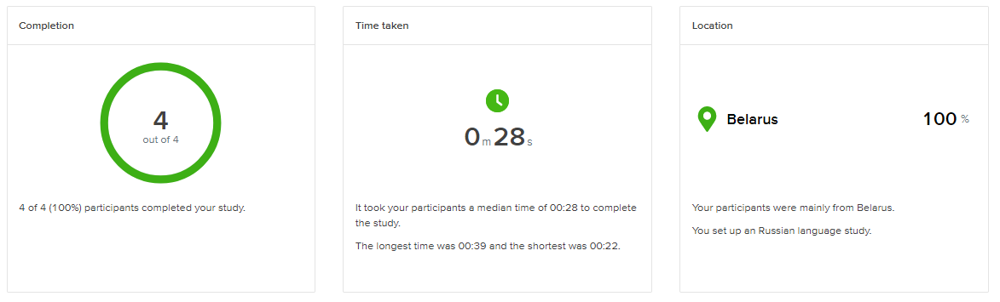 Completion
4
out of 4
4 of 4 (100%) participants completed your study.
Time taken
0m28s
It took your participants a median time of 00:28 to complete
the study.
The longest time was 00:39 and the shortest was 00:22.
Location
Belarus 100 %
Your participants were mainly from Belarus.
You set up an Russian language study.